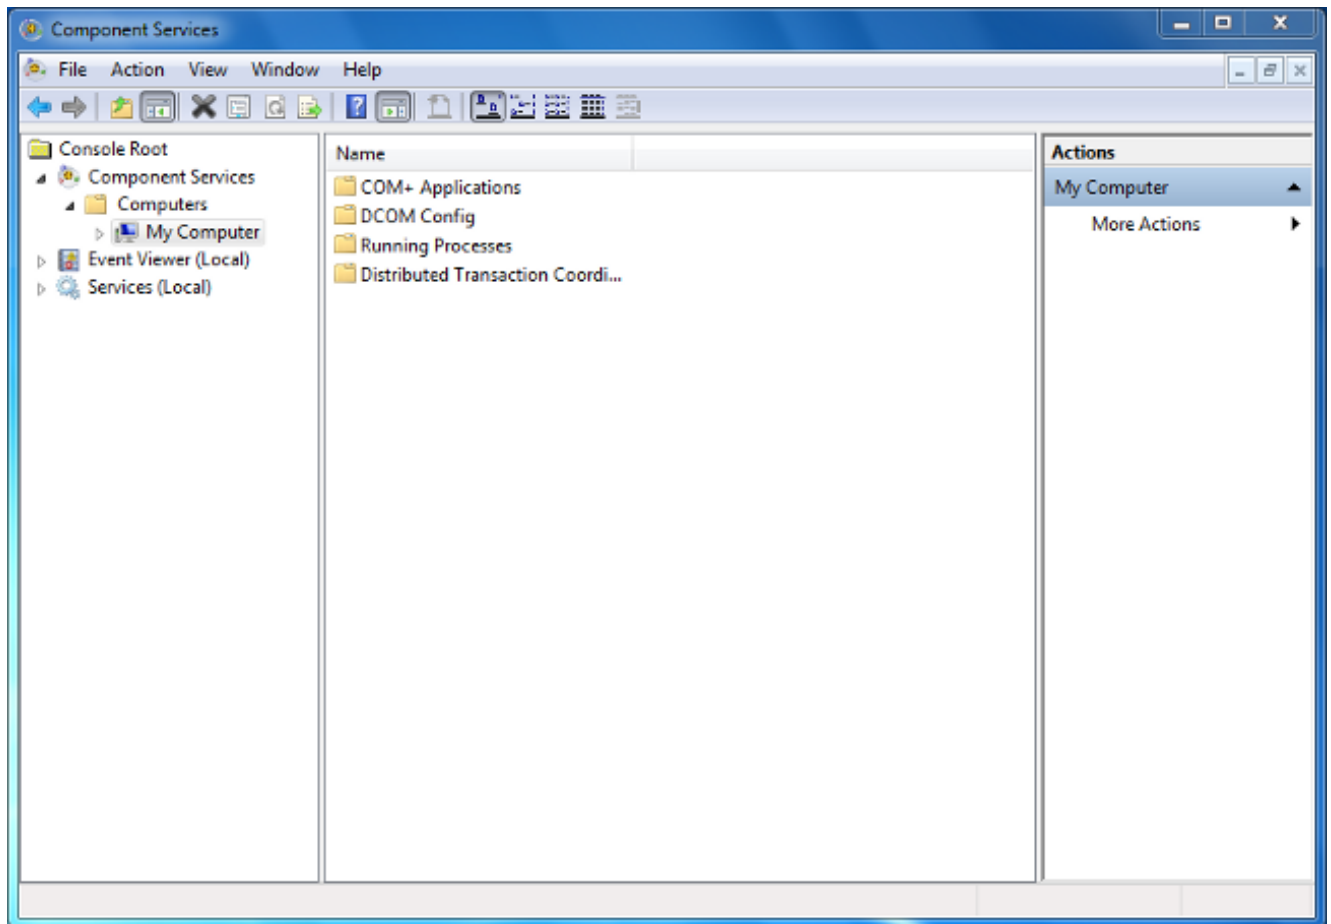 Component Services
File Action View Window Help
Console Root
Component Services
Computers
My Computer
Event Viewer (Local)
Services (Local)
Name
COM+ Applications
DCOM Config
Running Processes
Distributed Transaction Coordi...
Actions
My Computer
More Actions